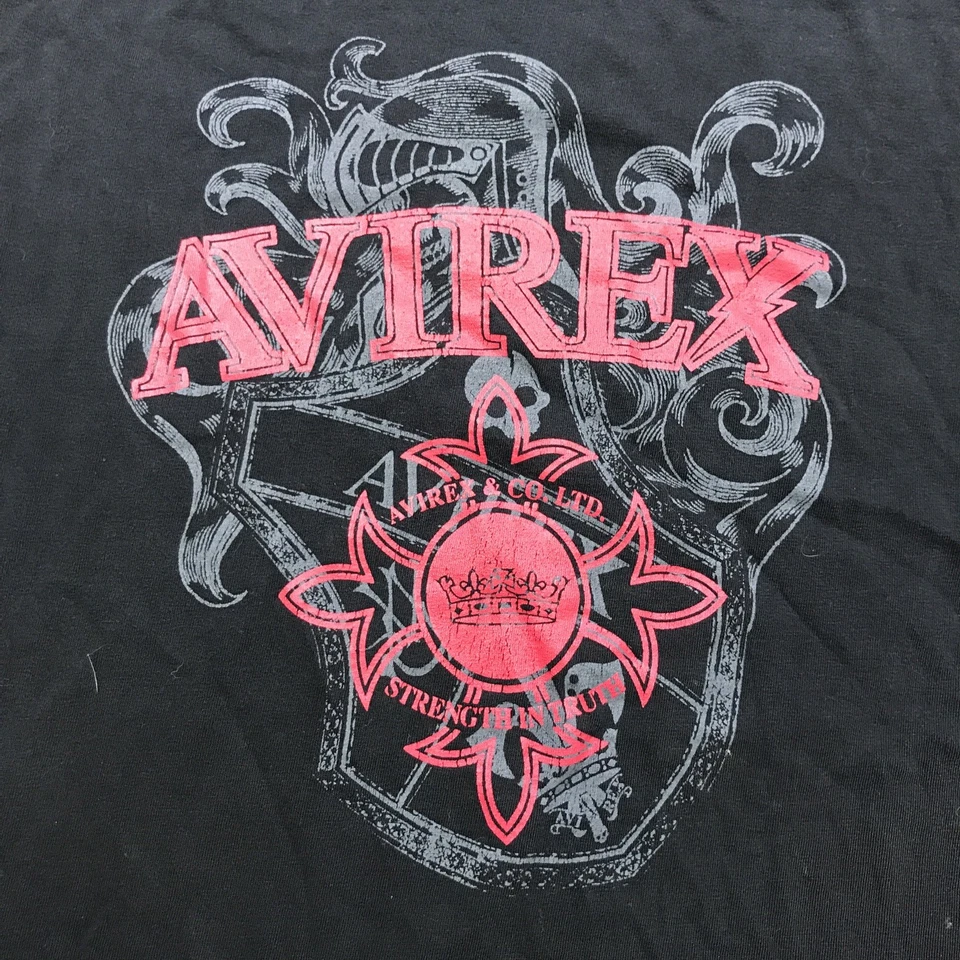 AVIREX
AVIREX & CO. LTD.
STRENGTH IN TRUTH